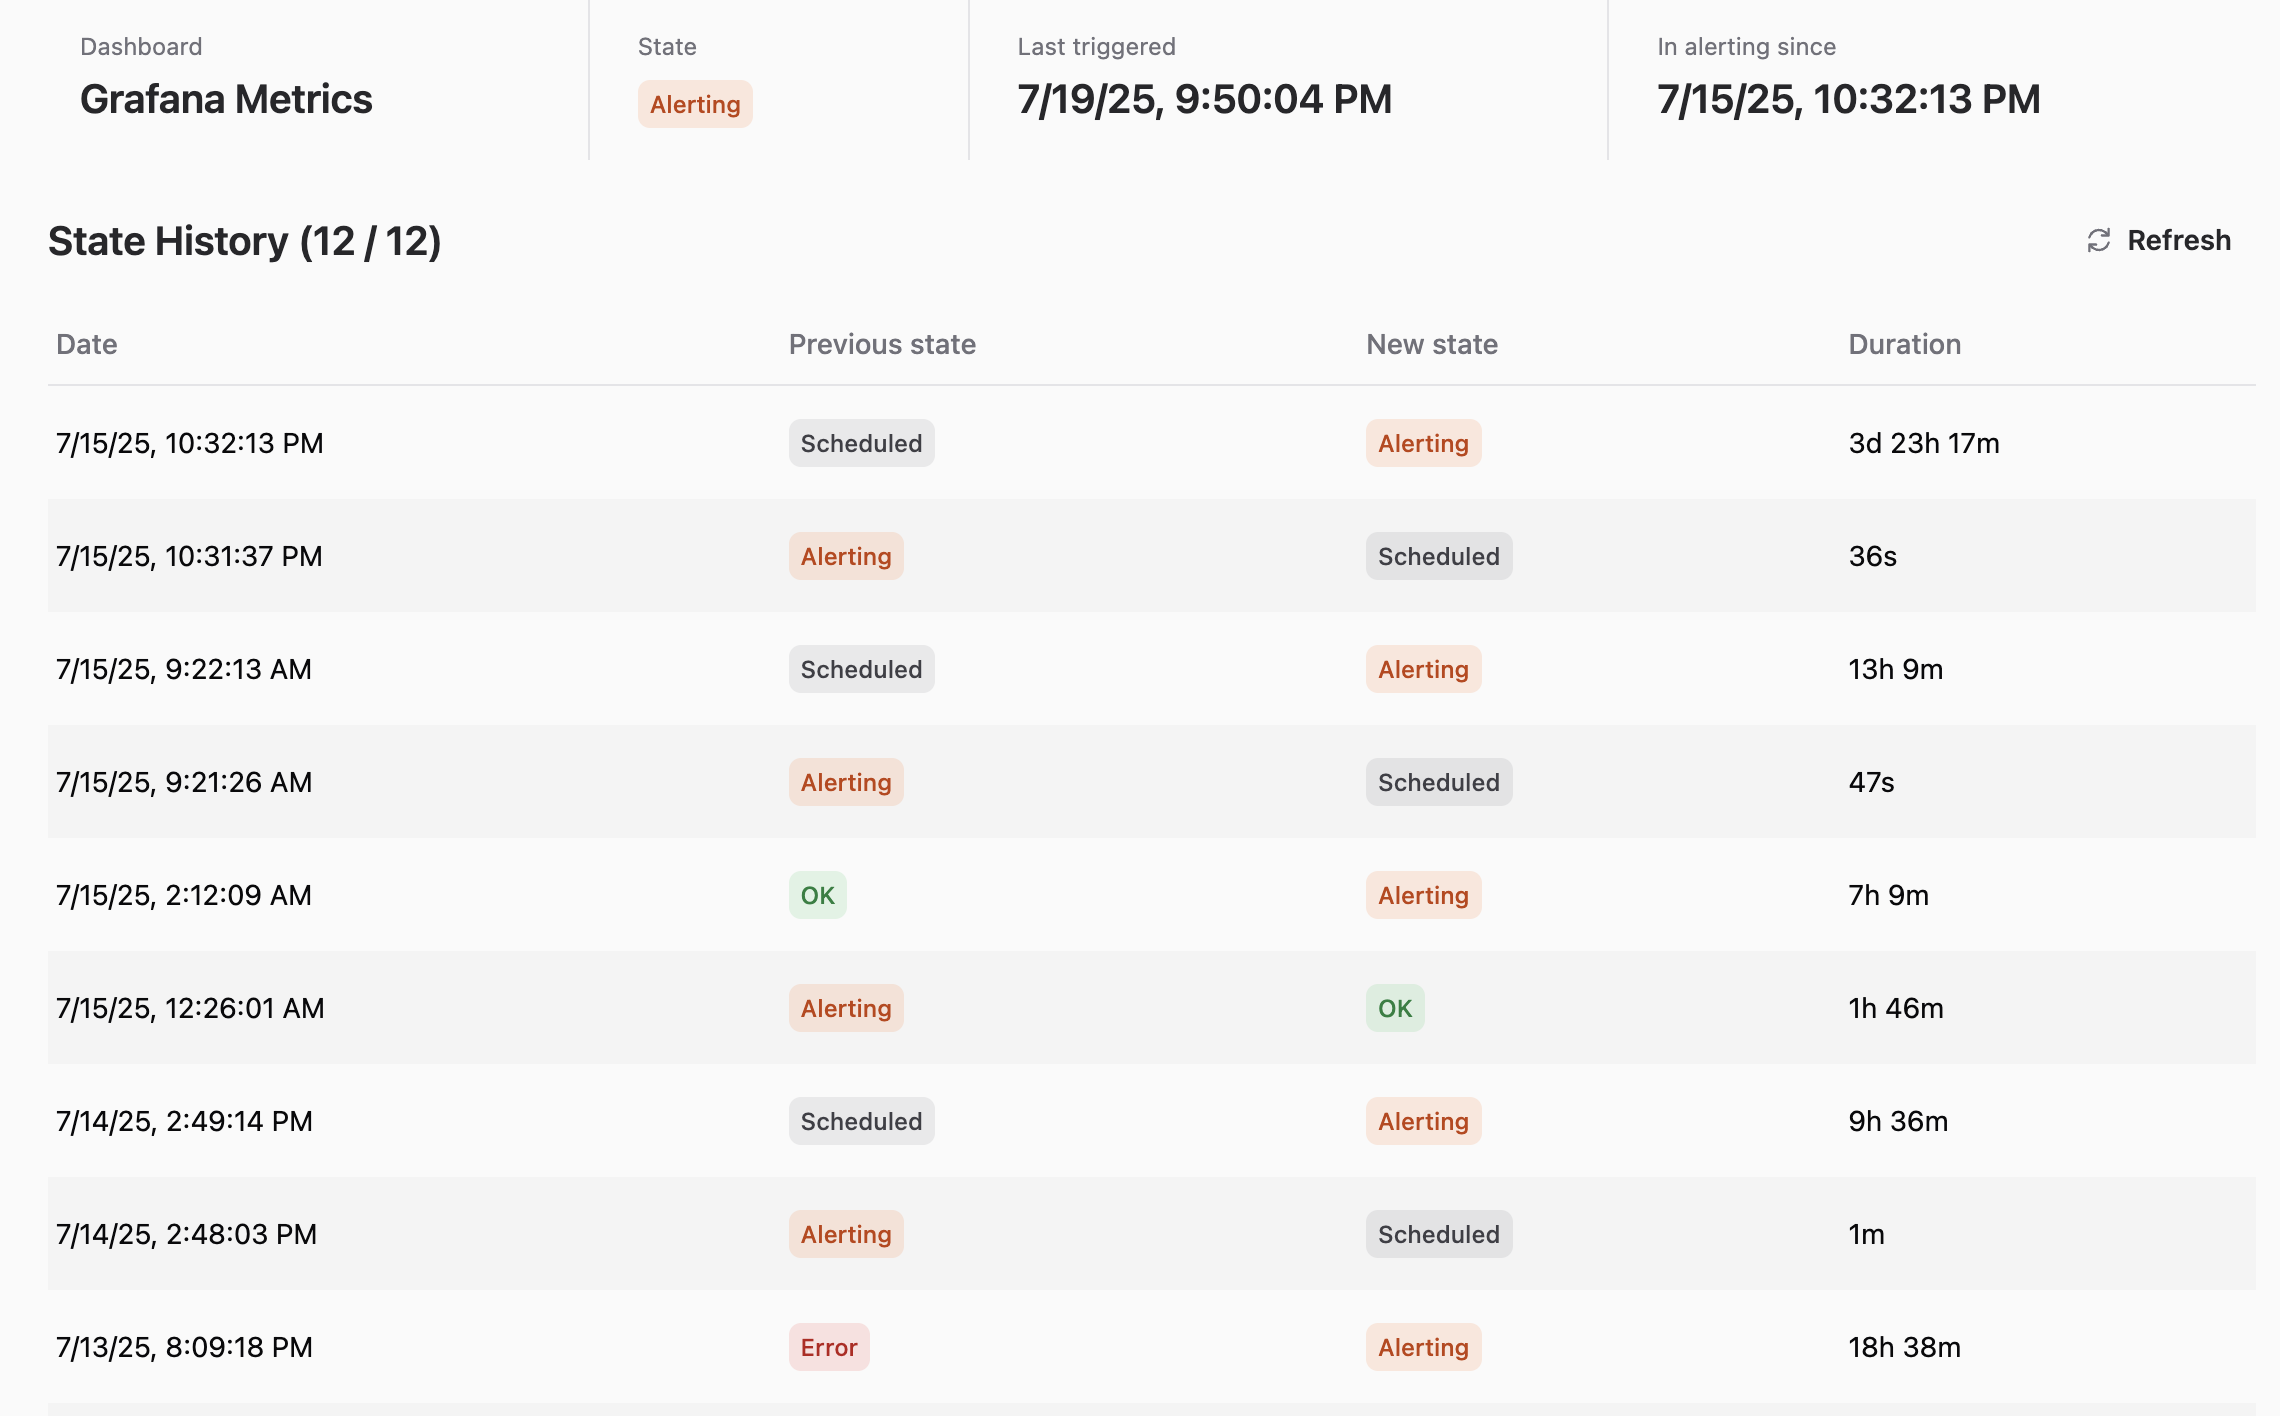 Dashboard State Last triggered In alerting since
Grafana Metrics Alerting 7/19/25, 9:50:04 PM 7/15/25, 10:32:13 PM
State History (12 / 12) Refresh
Date Previous state New state Duration
7/15/25, 10:32:13 PM Scheduled Alerting 3d 23h 17m
7/15/25, 10:31:37 PM Alerting Scheduled 36s
7/15/25, 9:22:13 AM Scheduled Alerting 13h 9m
7/15/25, 9:21:26 AM Alerting Scheduled 47s
7/15/25, 2:12:09 AM OK Alerting 7h 9m
7/15/25, 12:26:01 AM Alerting OK 1h 46m
7/14/25, 2:49:14 PM Scheduled Alerting 9h 36m
7/14/25, 2:48:03 PM Alerting Scheduled 1m
7/13/25, 8:09:18 PM Error Alerting 18h 38m